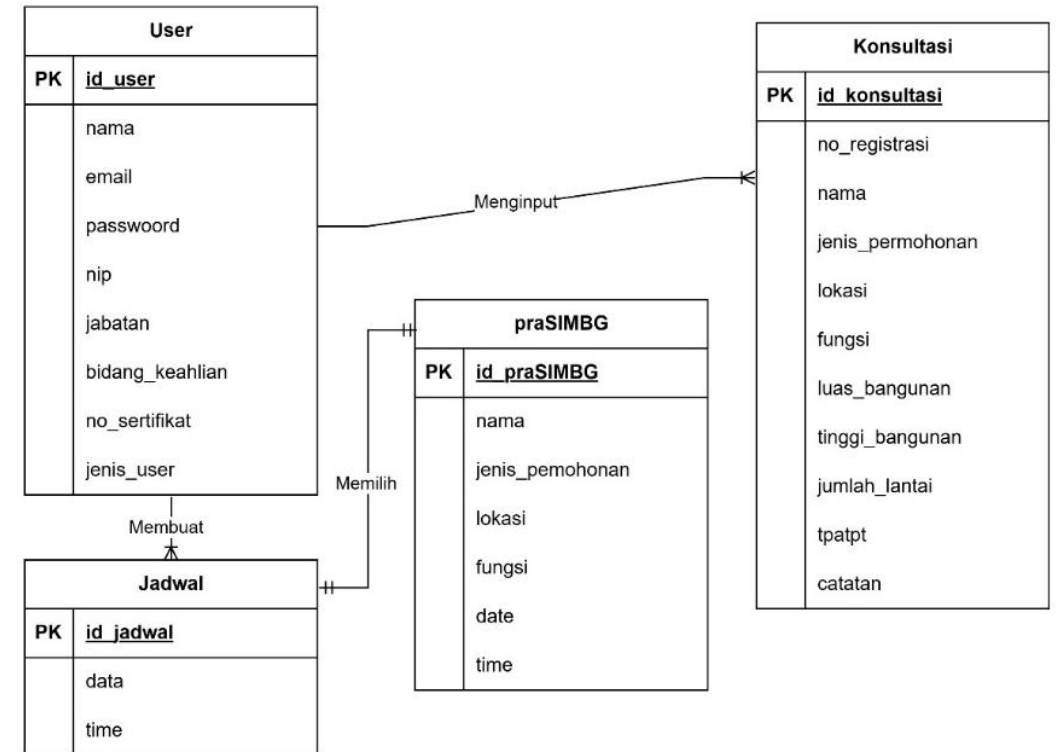 User
PK id_user
nama
email
passwoord
nip
jabatan
bidang_keahlian
no_sertifikat
jenis_user
Menginput
Konsultasi
PK id_konsultasi
no_registrasi
nama
jenis_permohonan
lokasi
fungsi
luas_bangunan
tinggi_bangunan
jumlah_lantai
tpatpt
catatan
praSIMBG
PK id_praSIMBG
nama
jenis_pemohonan
lokasi
fungsi
date
time
Memilih
Membuat
Jadwal
PK id_jadwal
data
time